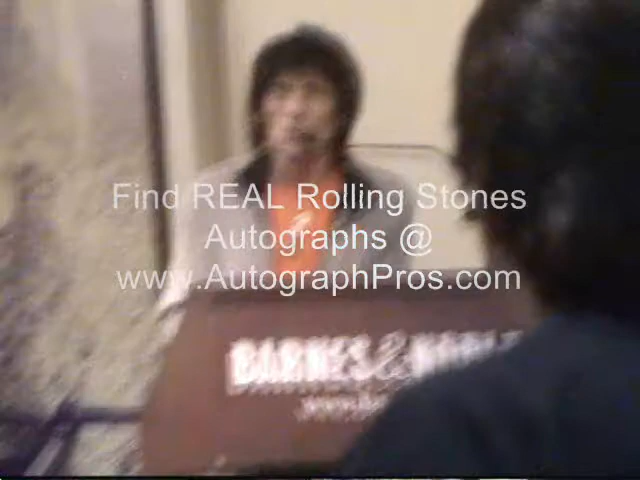 Find REAL Rolling Stones
Autographs @
www.AutographPros.com
BARNES & NOBLE